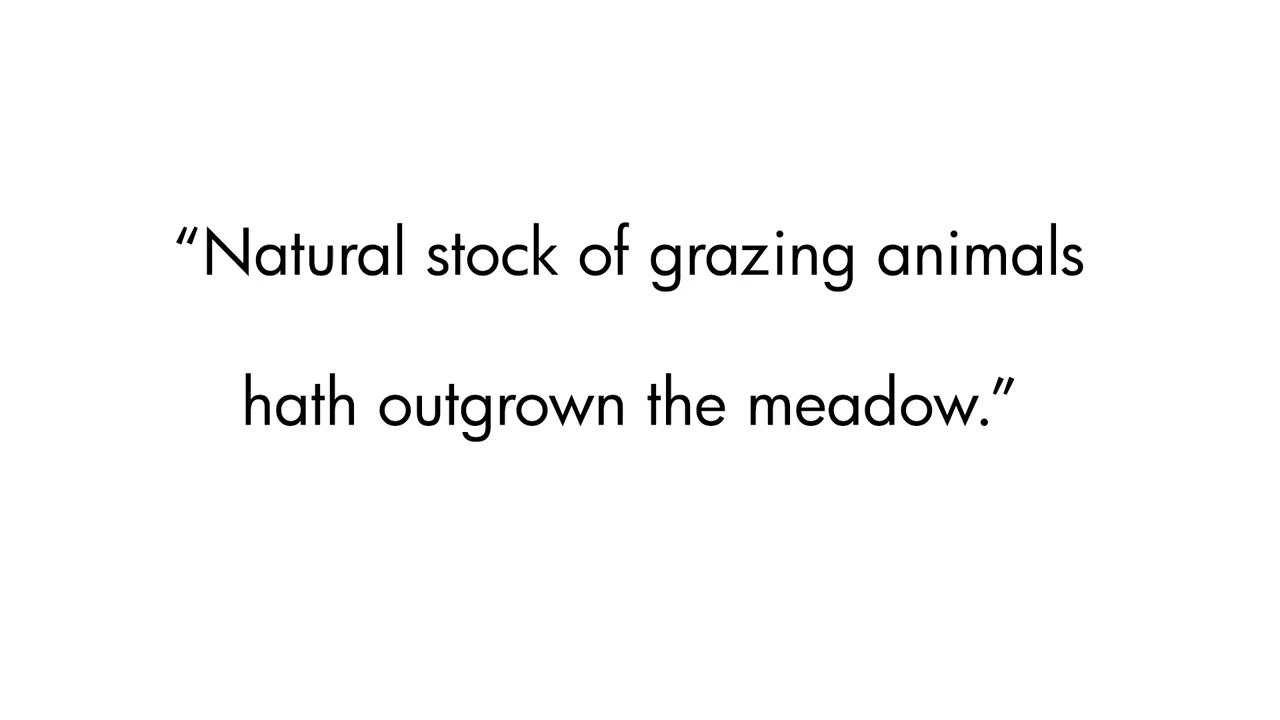 “Natural stock of grazing animals
hath outgrown the meadow.”